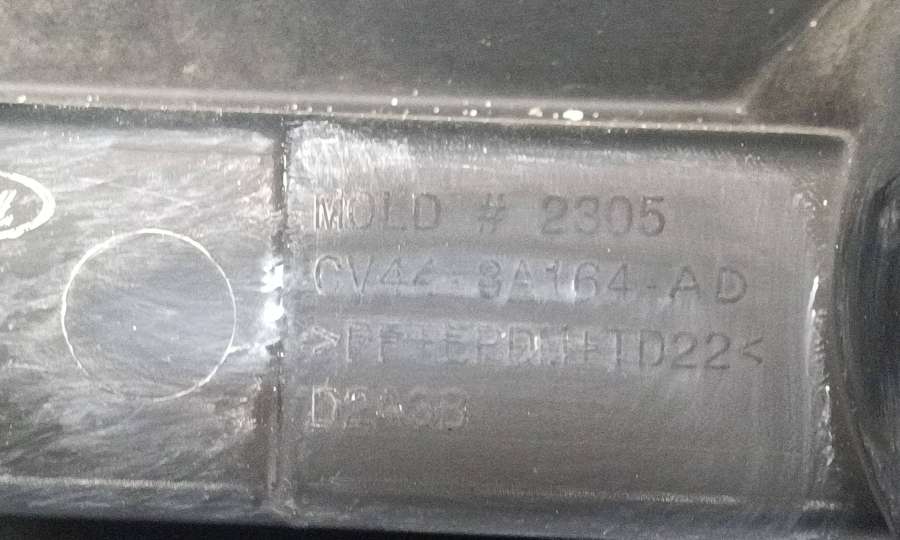 MOLD # 2305
CV44-8A164-AD
>PP+EPDM+TD22<